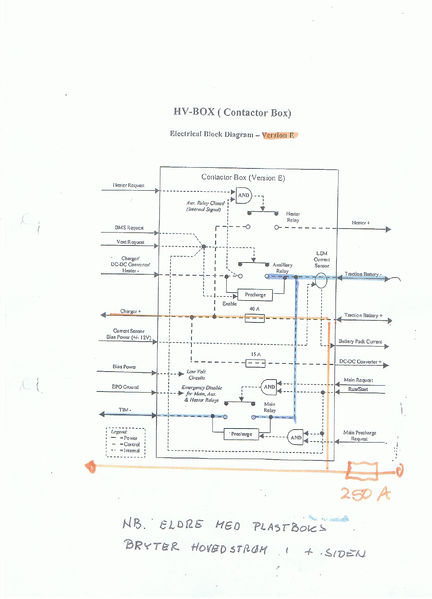 HV-BOX ( Contactor Box)
Electrical Block Diagram – Version E
Contactor Box (Version E)
Heater Request
AND
Aux. Relay Closed
(Internal Signal)
Heater
Relay
Heater +
BMS Request
Vent Request
Charger/
DC-DC Converter/
Heater -
Auxiliary
Relay
LEM
Current
Sensor
Traction Battery -
Precharge
Enable
Charger +
40 A
Traction Battery +
Current Sensor
Bias Power (+/- 12V)
Battery Pack Current
15 A
DC-DC Converter +
Bias Power
Low Volt
Circuits
Main Request
AND
Run/Start
EPO Ground
Emergency Disable
for Main, Aux.
& Heater Relays
TIM -
Main
Relay
Legend
= Power
= Control
= Internal
Precharge
AND
Main Precharge
Request
250 A
NB. ELDRE MED PLASTBOKS
BRYTER HOVEDSTRØM I + SIDEN